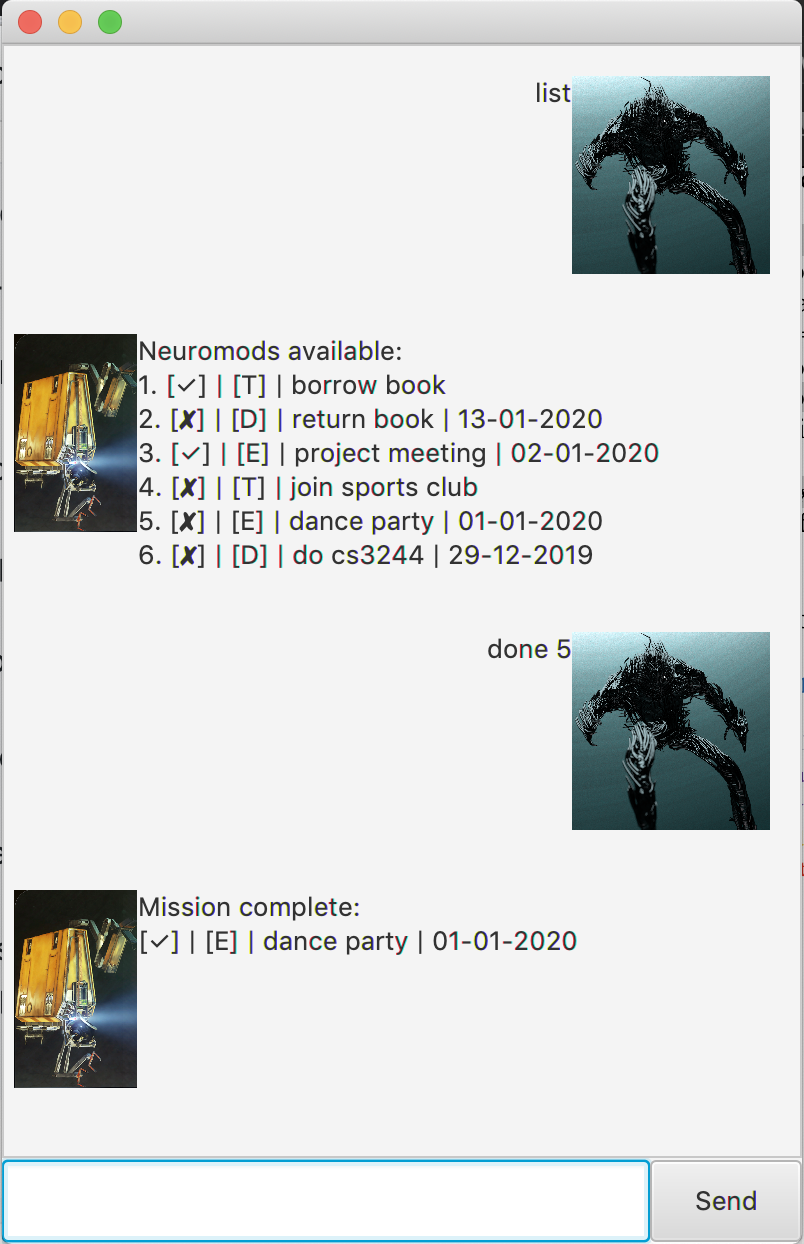 list
Neuromods available:
1. [✓] | [T] | borrow book
2. [✘] | [D] | return book | 13-01-2020
3. [✓] | [E] | project meeting | 02-01-2020
4. [✘] | [T] | join sports club
5. [✘] | [E] | dance party | 01-01-2020
6. [✘] | [D] | do cs3244 | 29-12-2019
done 5
Mission complete:
[✓] | [E] | dance party | 01-01-2020
Send